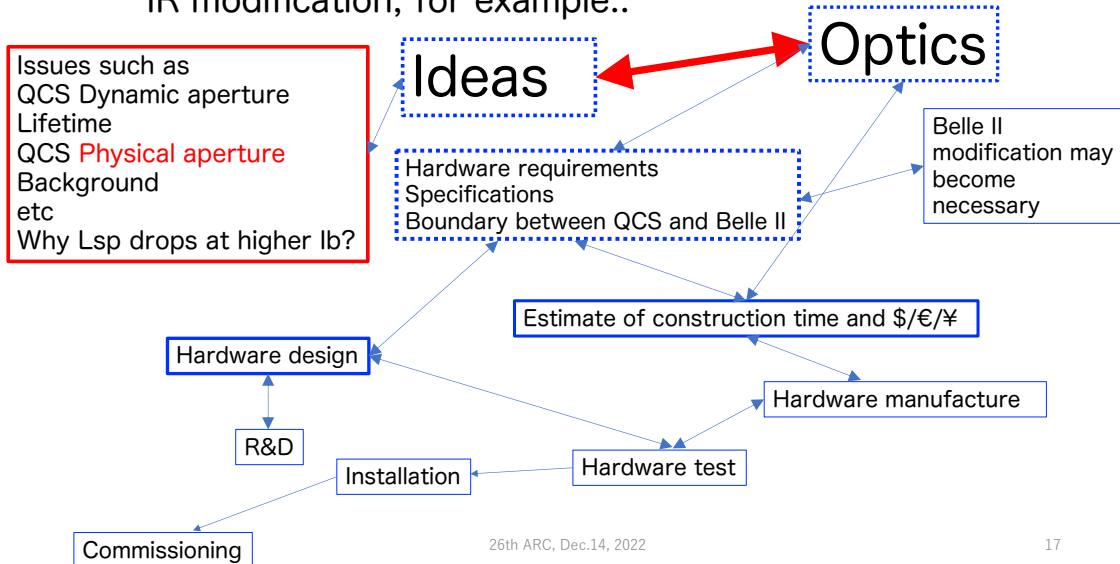 IR modification, for example..
Ideas
Optics
Issues such as
QCS Dynamic aperture
Lifetime
QCS Physical aperture
Background
etc
Why Lsp drops at higher Ib?
Hardware requirements
Specifications
Boundary between QCS and Belle II
Belle II
modification may
become
necessary
Estimate of construction time and $/€/¥
Hardware design
Hardware manufacture
R&D
Hardware test
Installation
Commissioning
26th ARC, Dec.14, 2022
17